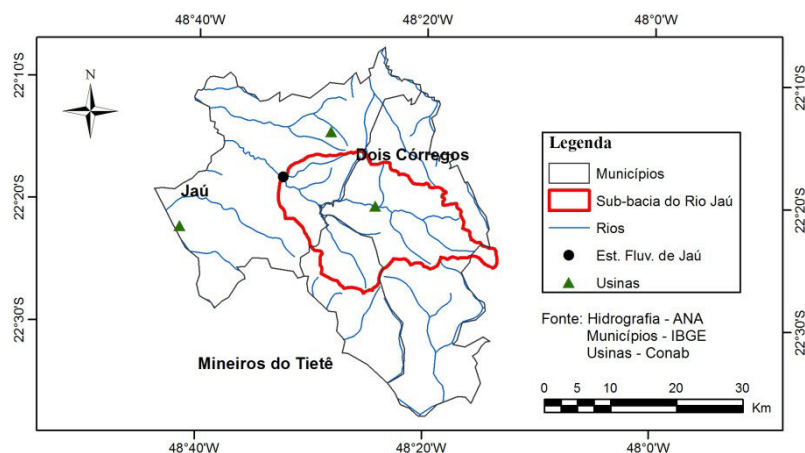 48°40'W 48°20'W 48°0'W
22°10'S
22°20'S
22°30'S
N
Dois Córregos
Jaú
Mineiros do Tietê
22°10'S
22°20'S
22°30'S
Legenda
Municípios
Sub-bacia do Rio Jaú
Rios
Est. Fluv. de Jaú
Usinas
Fonte: Hidrografia - ANA
Municípios - IBGE
Usinas - Conab
0 5 10 20 30
Km
48°40'W 48°20'W 48°0'W